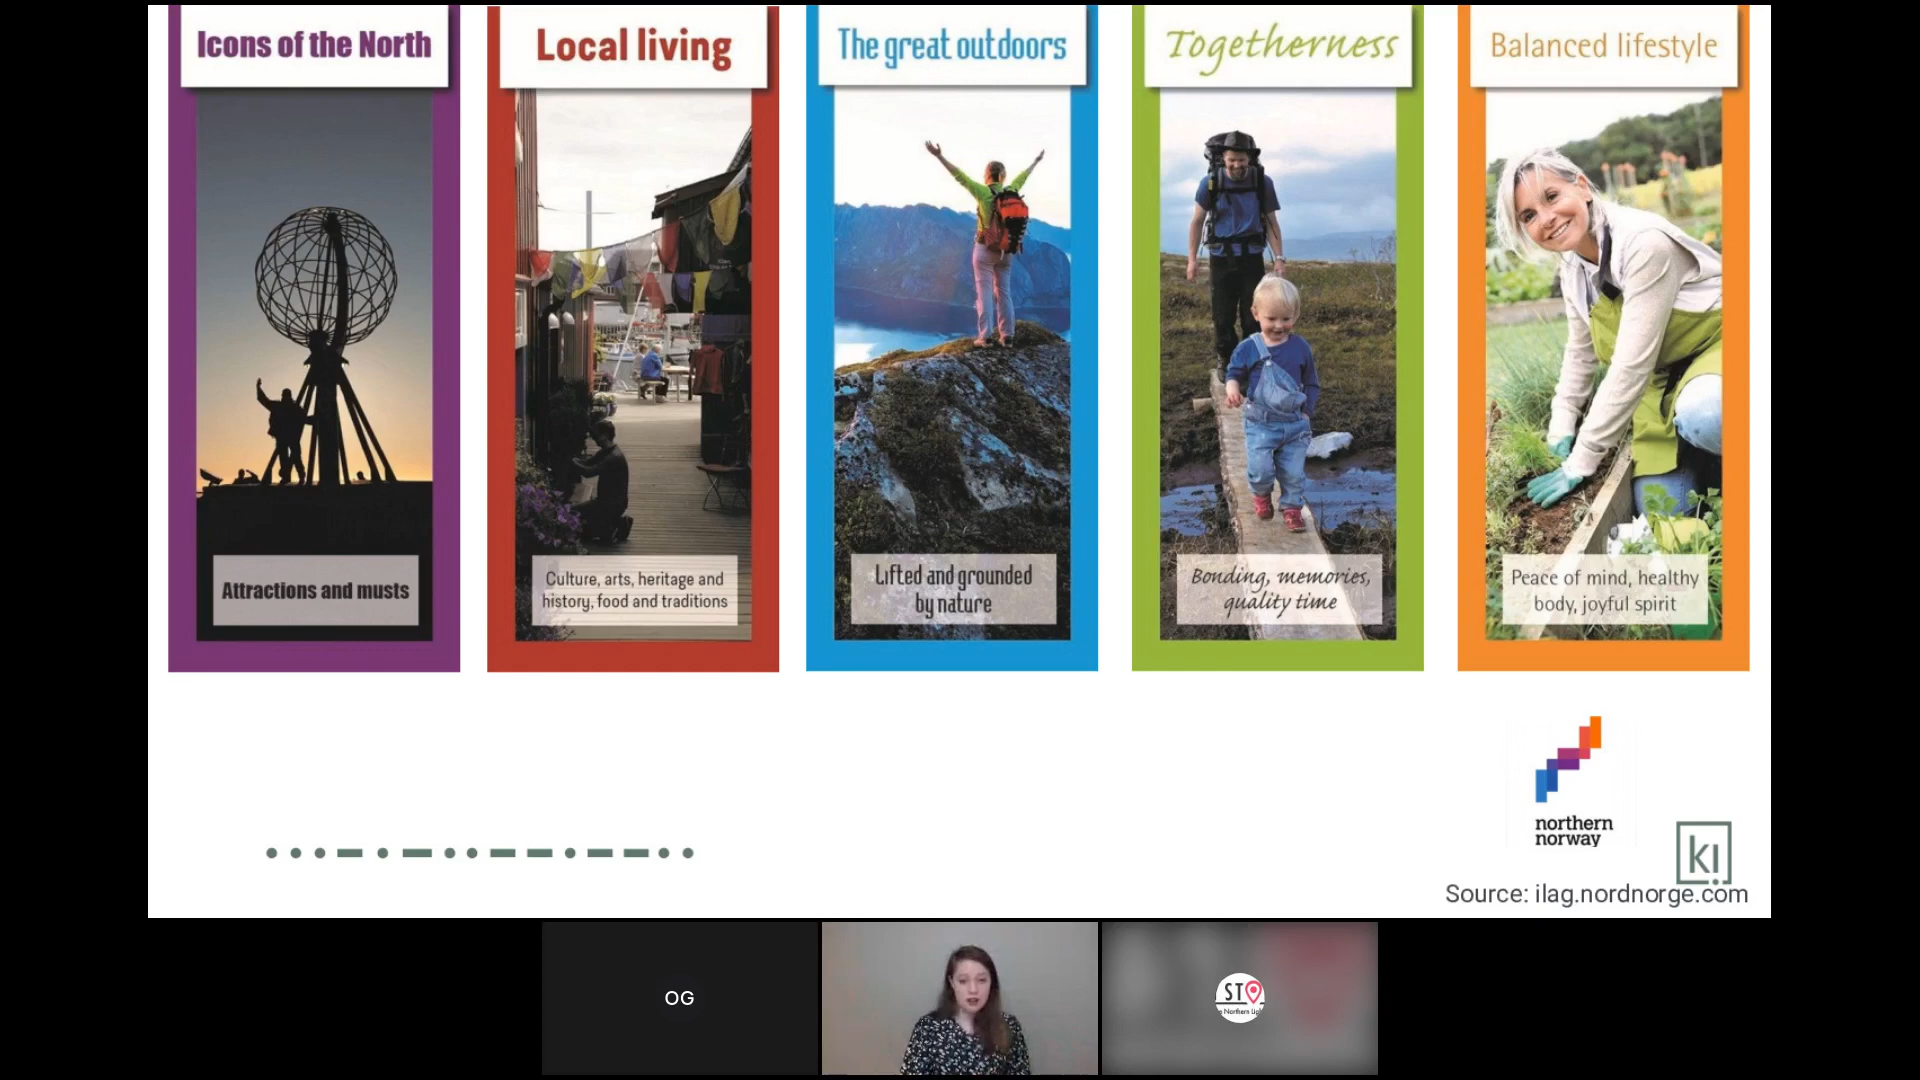 Icons of the North
Attractions and musts
Local living
Culture, arts, heritage and
history, food and traditions
The great outdoors
Lifted and grounded
by nature
Togetherness
Bonding, memories,
quality time
Balanced lifestyle
Peace of mind, healthy
body, joyful spirit
northern
norway
ki
Source: ilag.nordnorge.com
OG
ST
Northern